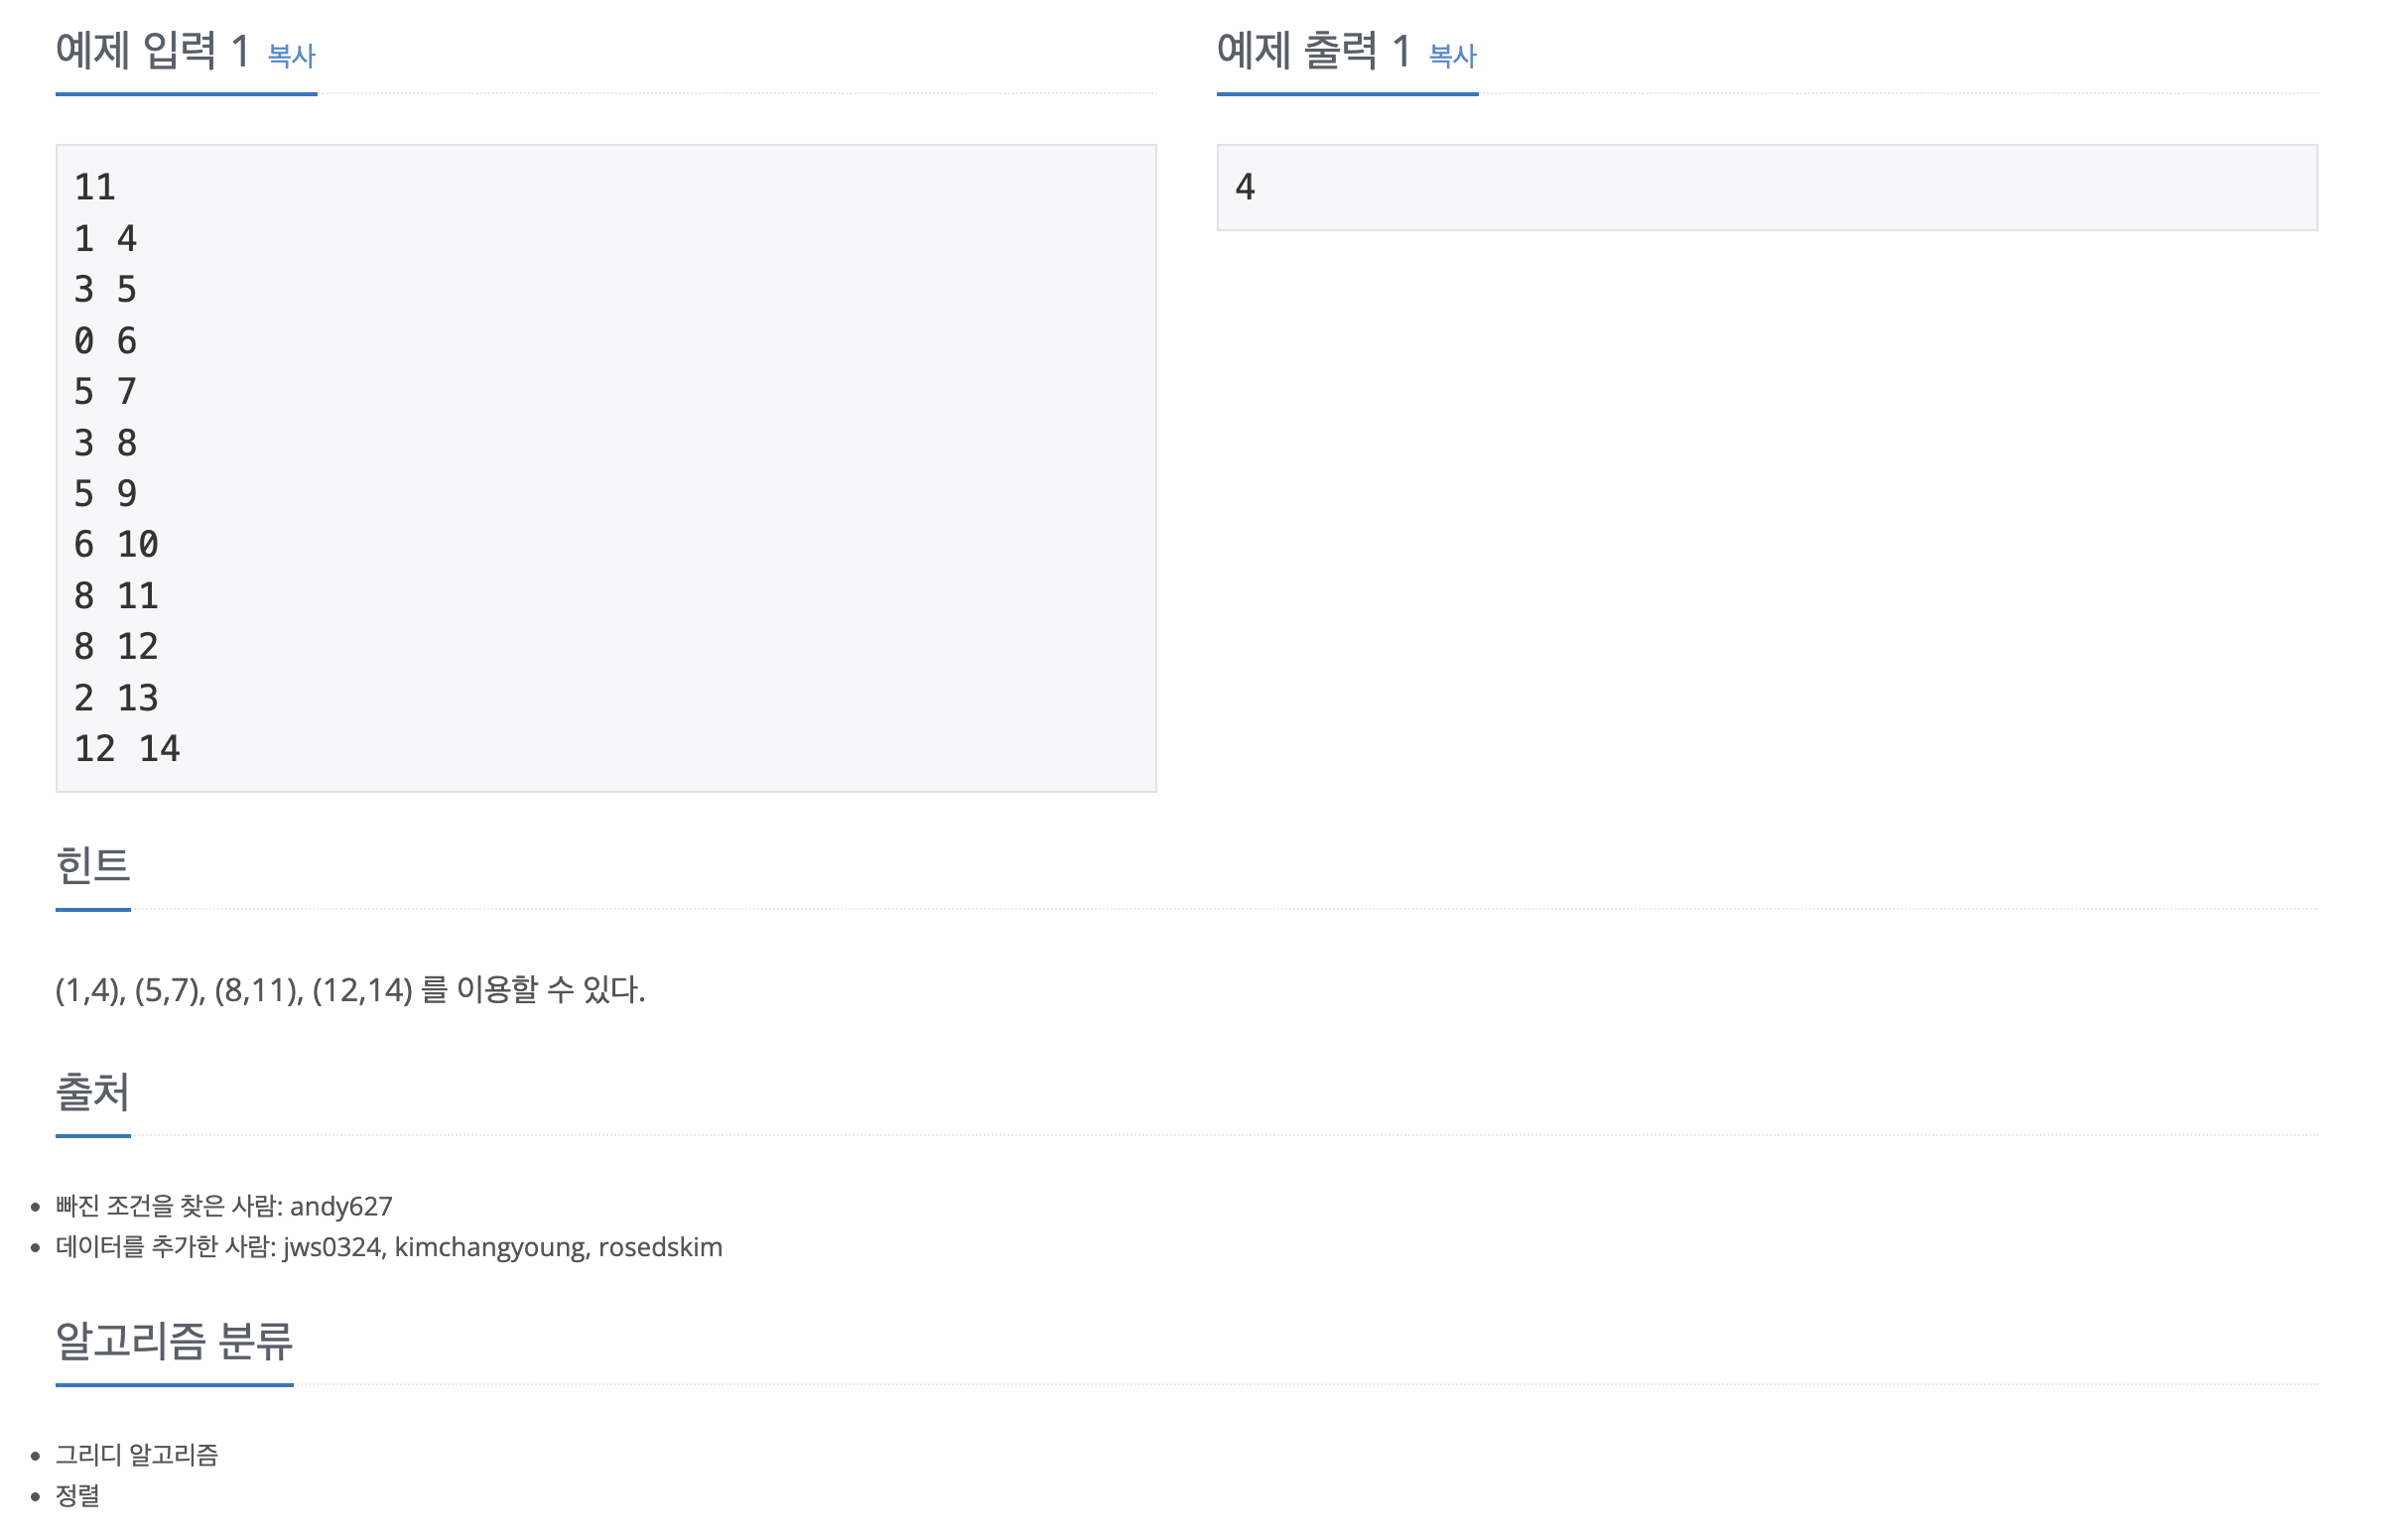 예제 입력 1 복사
11
1 4
3 5
0 6
5 7
3 8
5 9
6 10
8 11
8 12
2 13
12 14
예제 출력 1 복사
4
힌트
(1,4), (5,7), (8,11), (12,14) 를 이용할 수 있다.
출처
빠진 조건을 찾은 사람: andy627
데이터를 추가한 사람: jws0324, kimchangyoung, rosedskim
알고리즘 분류
그리디 알고리즘
정렬